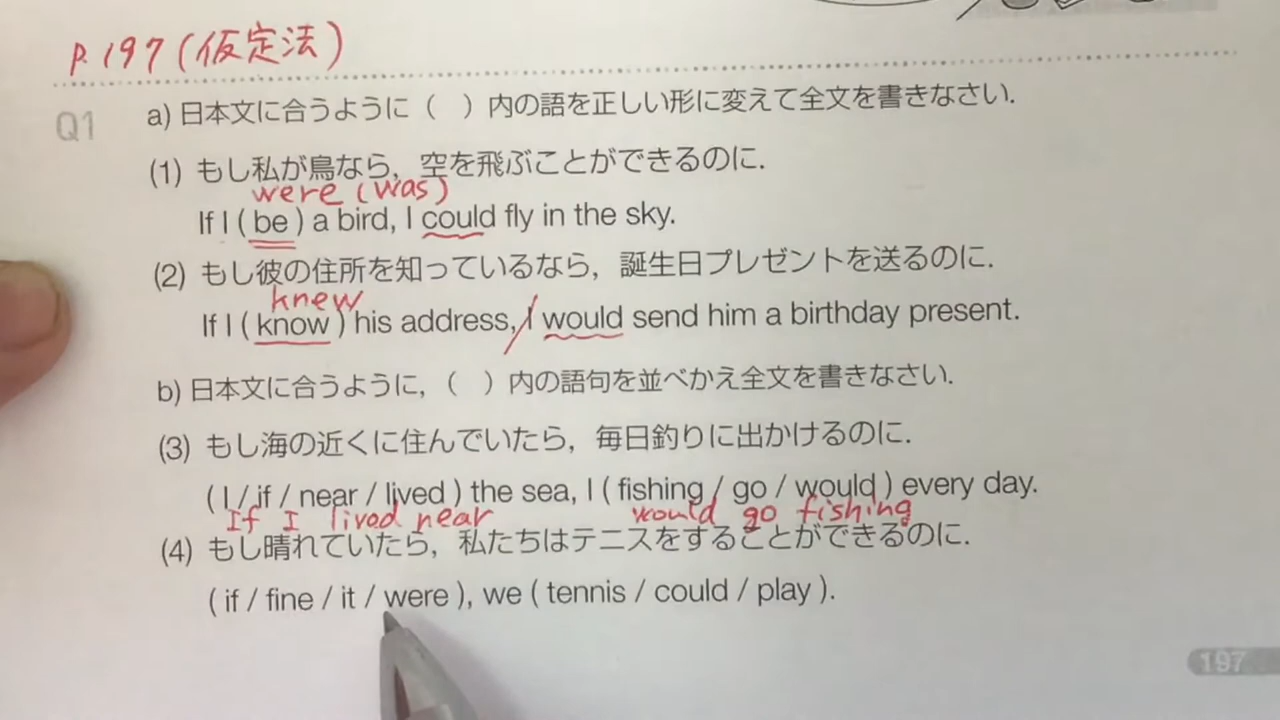 P.197(仮定法)
Q1 a) 日本文に合うように（ ）内の語を正しい形に変えて全文を書きなさい.
(1) もし私が鳥なら，空を飛ぶことができるのに.
were (was)
If I ( be ) a bird, I could fly in the sky.
(2) もし彼の住所を知っているなら，誕生日プレゼントを送るのに.
knew
If I ( know ) his address, I would send him a birthday present.
b) 日本文に合うように，（ ）内の語句を並べかえ全文を書きなさい.
(3) もし海の近くに住んでいたら，毎日釣りに出かけるのに.
( I / if / near / lived ) the sea, I ( fishing / go / would ) every day.
If I lived near would go fishing
(4) もし晴れていたら，私たちはテニスをすることができるのに.
( if / fine / it / were ), we ( tennis / could / play ).
197